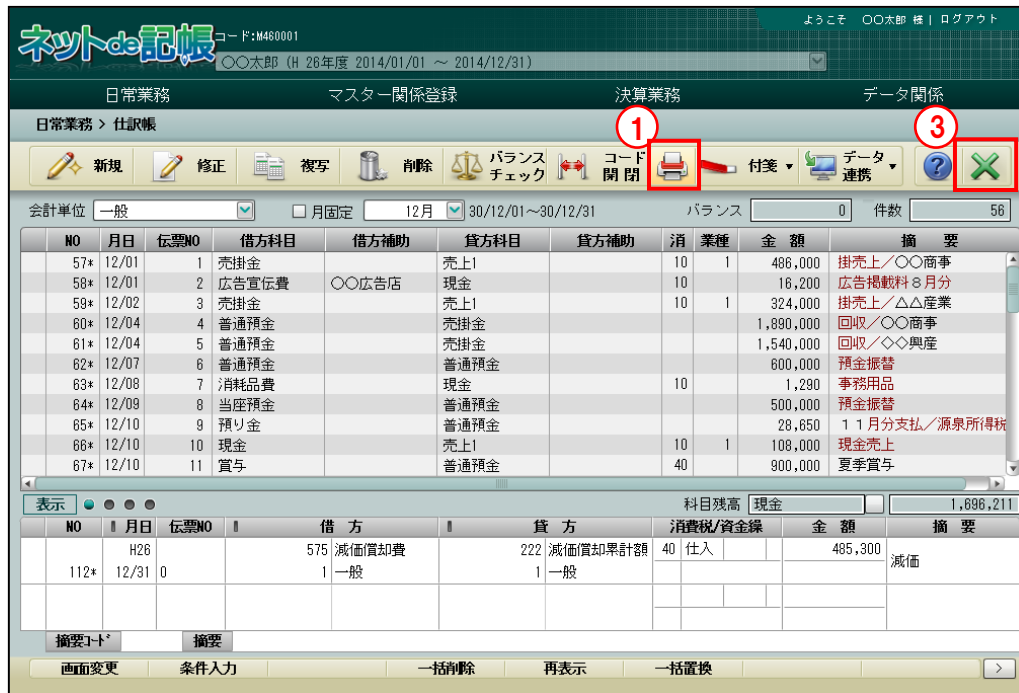 ようこそ 〇〇太郎 様 | ログアウト
ネットde記帳
コード:M460001
〇〇太郎 (H 26年度 2014/01/01 ～ 2014/12/31)
日常業務 マスター関係登録 決算業務 データ関係
日常業務 > 仕訳帳
① ③
新規 修正 複写 削除 バランスチェック コード開閉 付箋 ▼ データ連携 ▼ ?
会計単位 一般 月固定 12月 30/12/01～30/12/31 バランス 0 件数 56
NO 月日 伝票NO 借方科目 借方補助 貸方科目 貸方補助 消 業種 金 額 摘 要
57* 12/01 1 売掛金 売上1 10 1 486,000 掛売上／〇〇商事
58* 12/01 2 広告宣伝費 〇〇広告店 現金 10 16,200 広告掲載料８月分
59* 12/02 3 売掛金 売上1 10 1 324,000 掛売上／△△産業
60* 12/04 4 普通預金 売掛金 1,890,000 回収／〇〇商事
61* 12/04 5 普通預金 売掛金 1,540,000 回収／◇◇興産
62* 12/07 6 普通預金 普通預金 600,000 預金振替
63* 12/08 7 消耗品費 現金 10 1,290 事務用品
64* 12/09 8 当座預金 普通預金 500,000 預金振替
65* 12/10 9 預り金 普通預金 28,650 １１月分支払／源泉所得税
66* 12/10 10 現金 売上1 10 1 108,000 現金売上
67* 12/10 11 賞与 普通預金 40 900,000 夏季賞与
表示 科目残高 現金 1,696,211
NO 月日 伝票NO 借 方 貸 方 消費税/資金繰 金 額 摘 要
H26 575 減価償却費 222 減価償却累計額 40 仕入 485,300 減価
112* 12/31 0 1 一般 1 一般
摘要ｺｰﾄﾞ 摘要
画面変更 条件入力 一括削除 再表示 一括置換 >